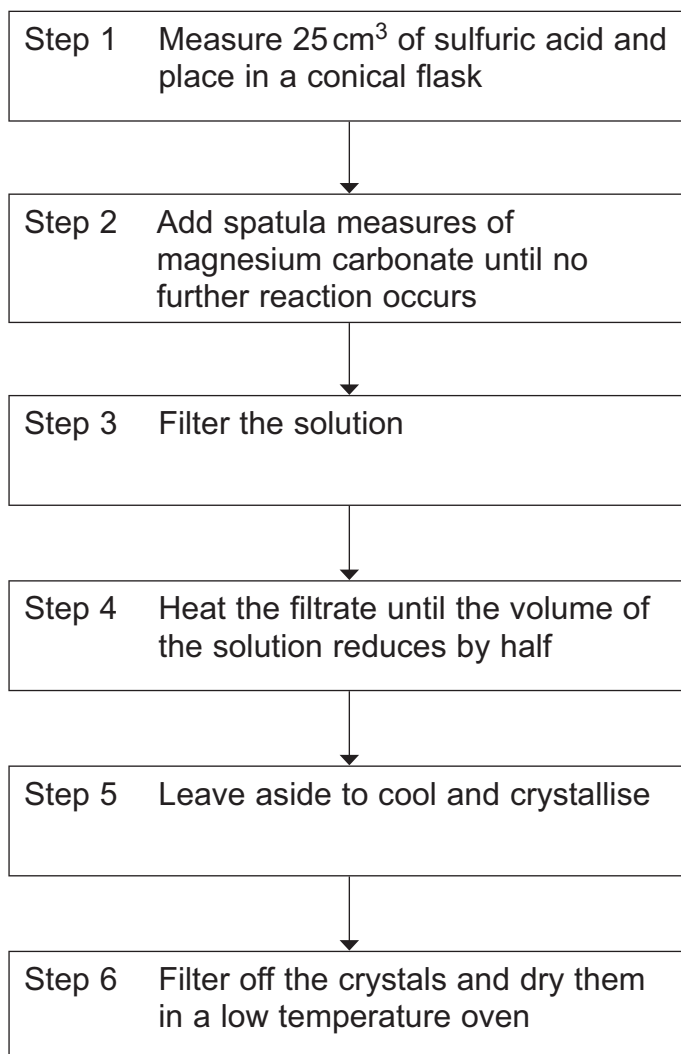 Step 1 Measure 25 cm³ of sulfuric acid and
place in a conical flask
Step 2 Add spatula measures of
magnesium carbonate until no
further reaction occurs
Step 3 Filter the solution
Step 4 Heat the filtrate until the volume of
the solution reduces by half
Step 5 Leave aside to cool and crystallise
Step 6 Filter off the crystals and dry them
in a low temperature oven